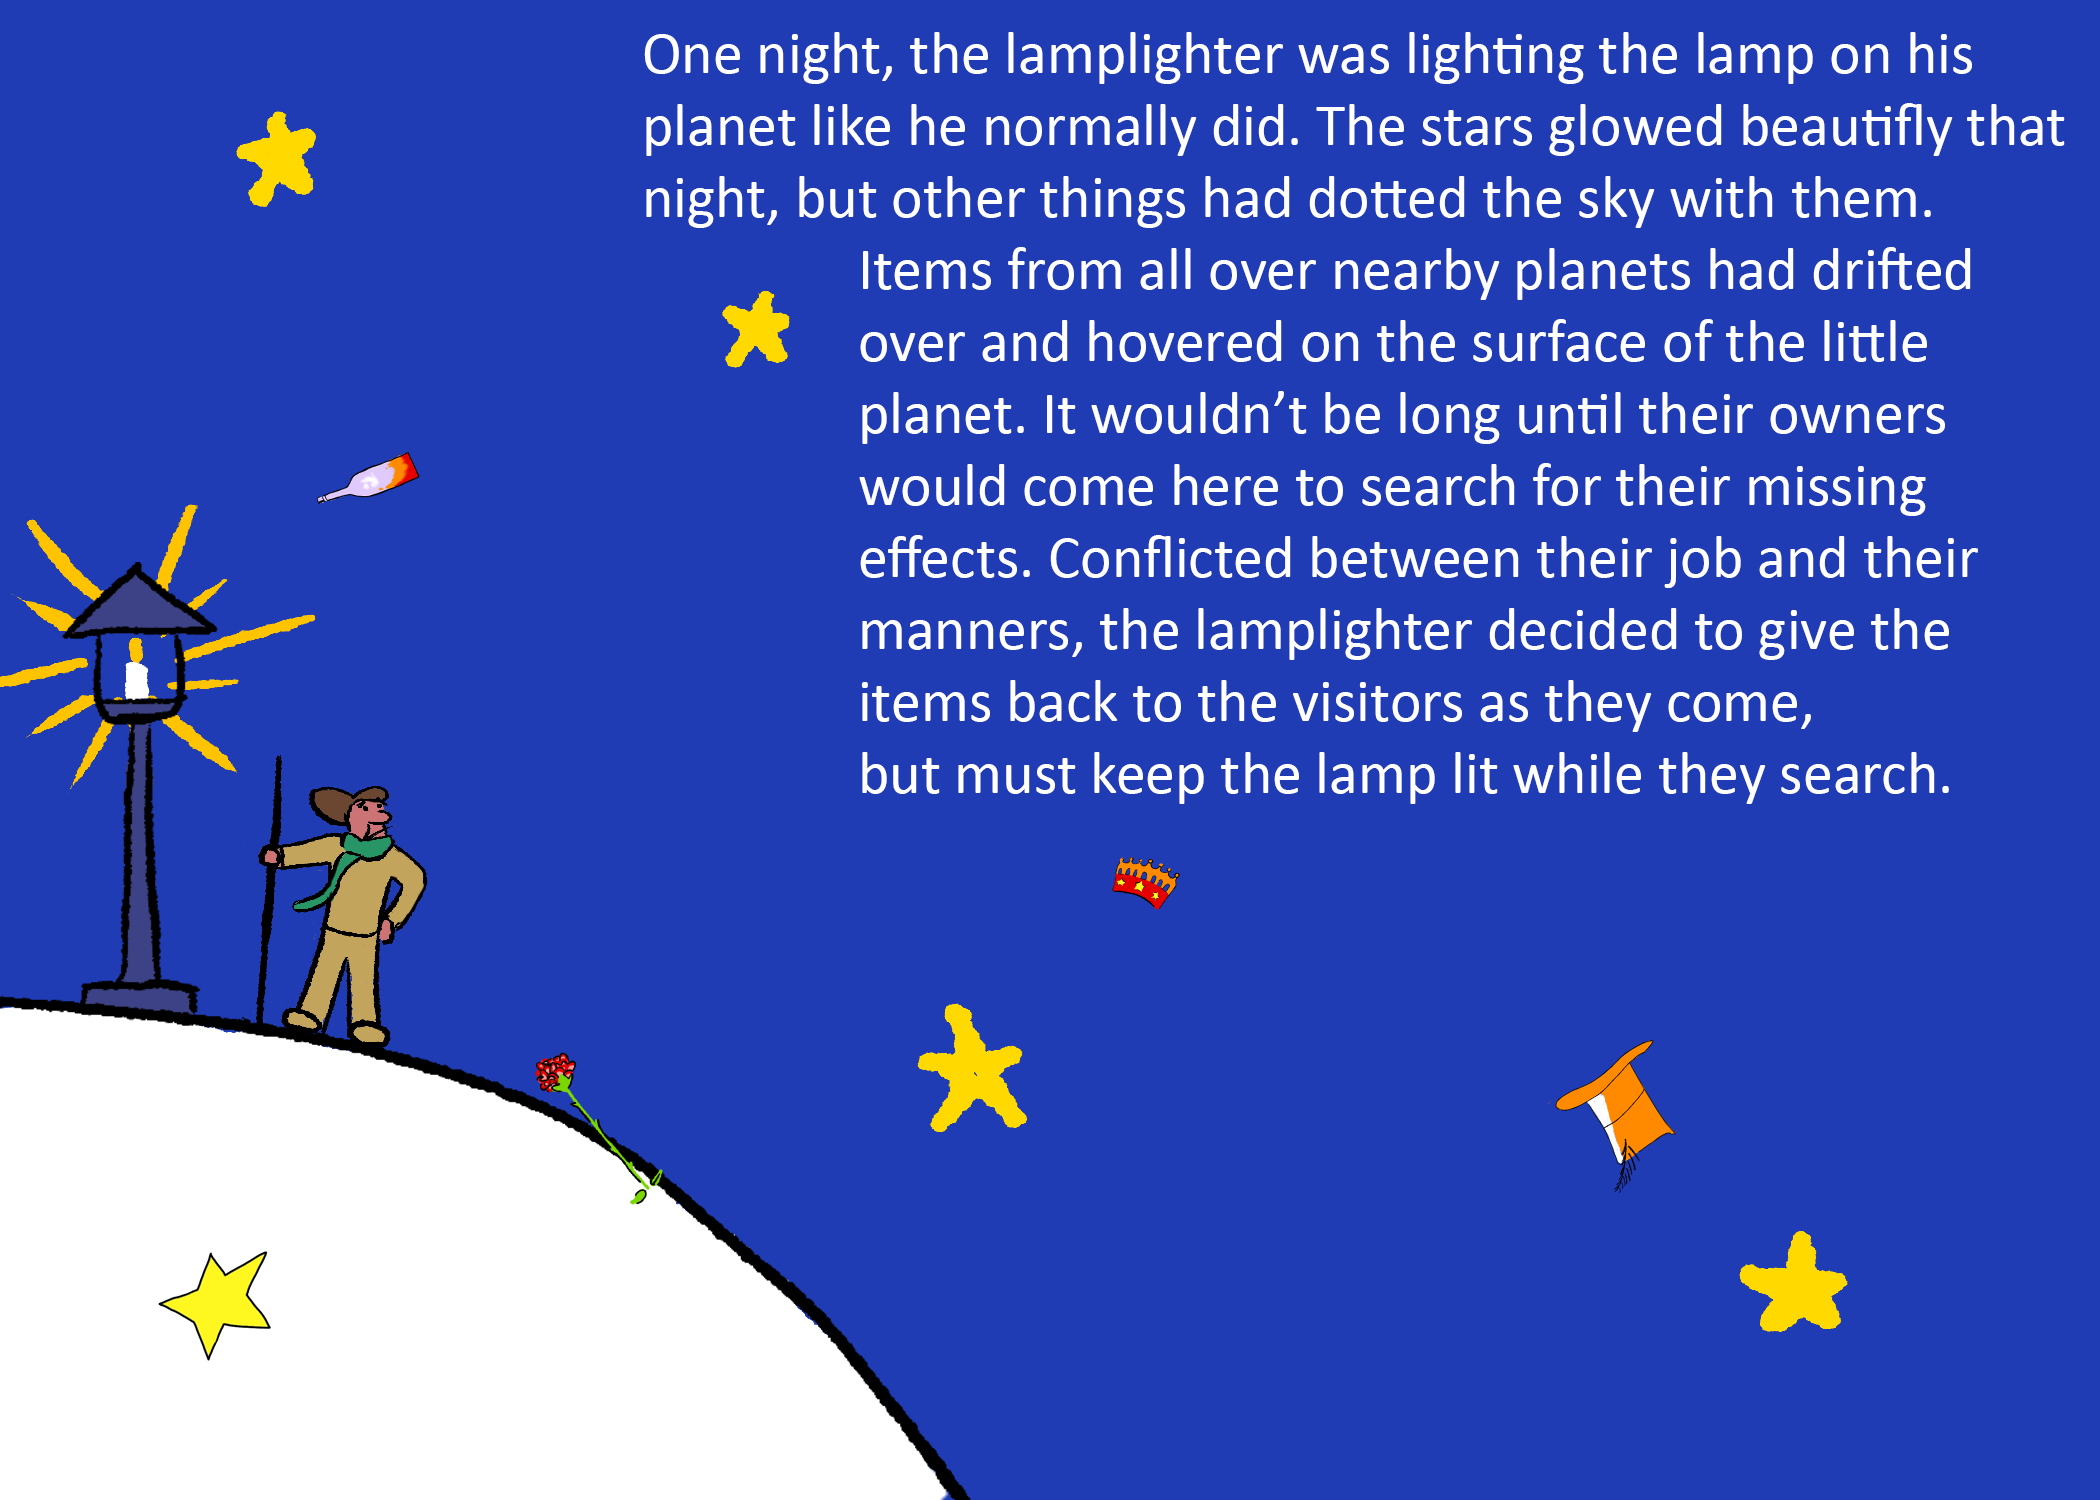 One night, the lamplighter was lighting the lamp on his
planet like he normally did. The stars glowed beautifly that
night, but other things had dotted the sky with them.
Items from all over nearby planets had drifted
over and hovered on the surface of the little
planet. It wouldn’t be long until their owners
would come here to search for their missing
effects. Conflicted between their job and their
manners, the lamplighter decided to give the
items back to the visitors as they come,
but must keep the lamp lit while they search.